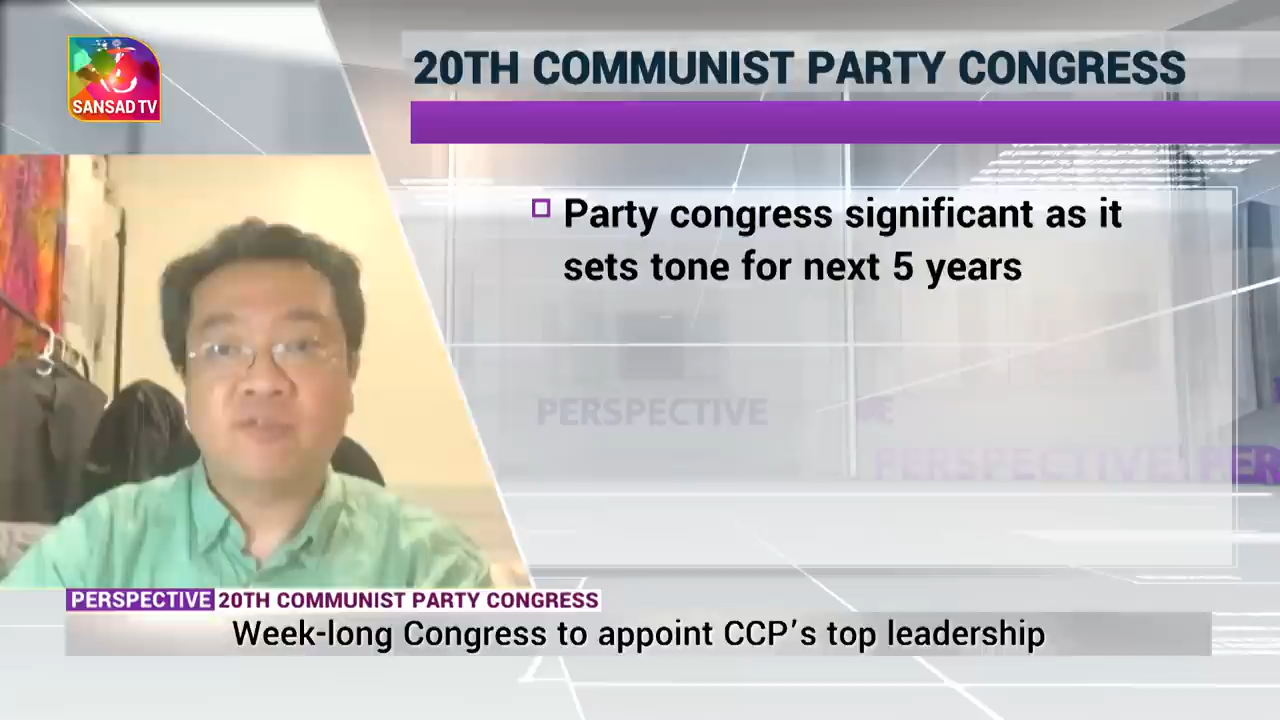 SANSAD TV
20TH COMMUNIST PARTY CONGRESS
Party congress significant as it
sets tone for next 5 years
PERSPECTIVE
PERSPECTIVE
PERSPECTIVE 20TH COMMUNIST PARTY CONGRESS
Week-long Congress to appoint CCP's top leadership